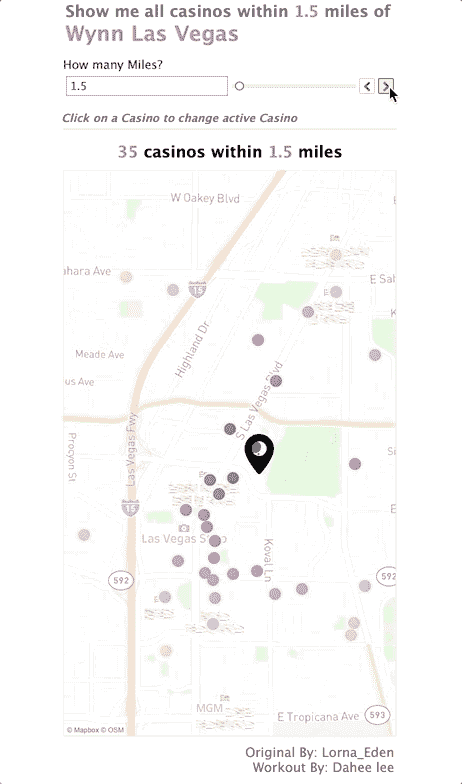 Show me all casinos within 1.5 miles of
Wynn Las Vegas
How many Miles?
1.5
Click on a Casino to change active Casino
35 casinos within 1.5 miles
W Oakey Blvd
ahara Ave
15
E Sal
Highland Dr
Meade Ave
us Ave
S Las Vegas Blvd
Las Vegas Fwy
Procyon St
15
Las Vegas
Koval Ln
592
592
MGM
E Tropicana Ave
593
© Mapbox © OSM
Original By: Lorna_Eden
Workout By: Dahee lee